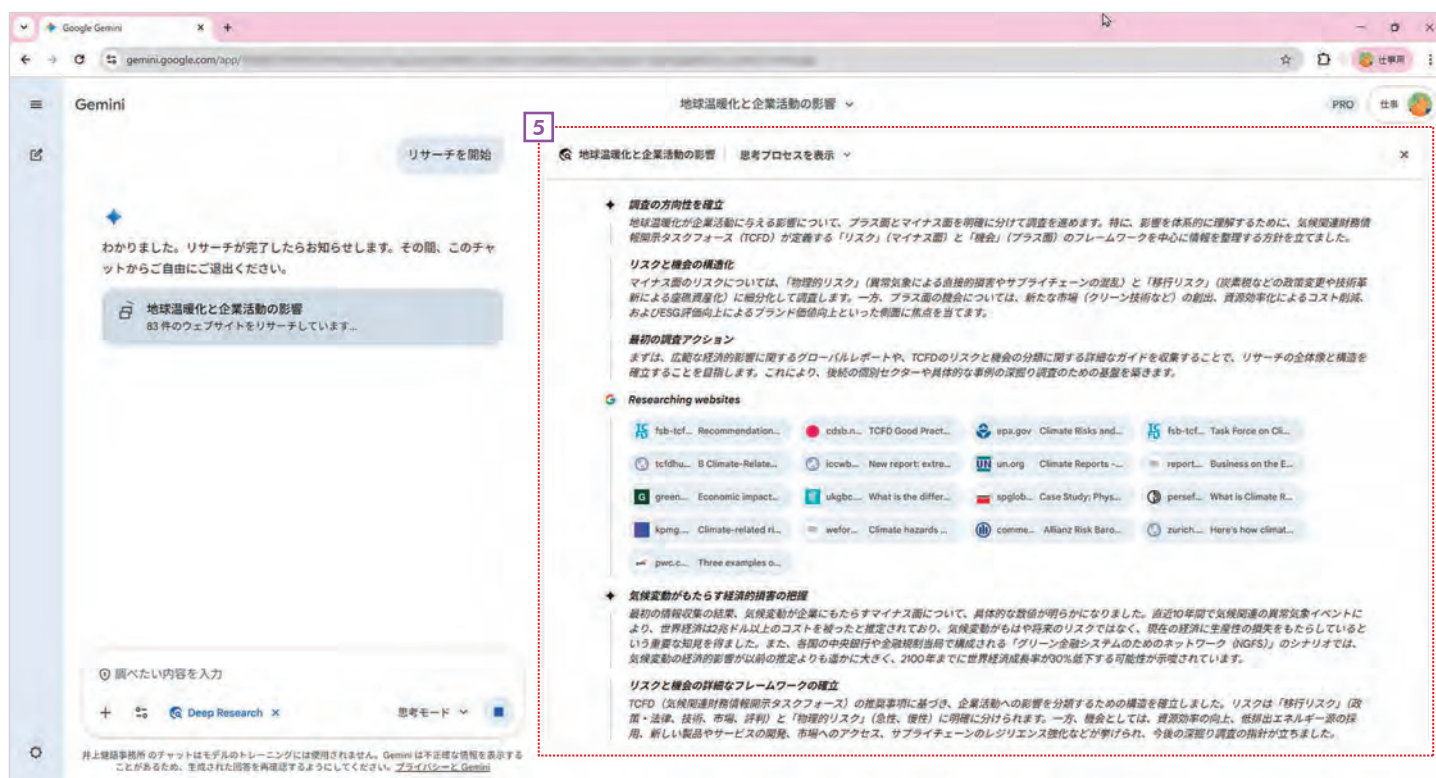 Google Gemini
gemini.google.com/app/
仕事用
Gemini
地球温暖化と企業活動の影響
PRO
仕事
リサーチを開始
わかりました。リサーチが完了したらお知らせします。その間、このチャ
ットからご自由にご退出ください。
地球温暖化と企業活動の影響
83 件のウェブサイトをリサーチしています...
調べたい内容を入力
Deep Research
思考モード
井上健語事務所 のチャットはモデルのトレーニングには使用されません。Gemini は不正確な情報を表示する
ことがあるため、生成された回答を再確認するようにしてください。プライバシーと Gemini
5
地球温暖化と企業活動の影響
思考プロセスを表示
調査の方向性を確立
地球温暖化が企業活動に与える影響について、プラス面とマイナス面を明確に分けて調査を進めます。特に、影響を体系的に理解するために、気候関連財務情
報開示タスクフォース（TCFD）が定義する「リスク」（マイナス面）と「機会」（プラス面）のフレームワークを中心に情報を整理する方針を立てました。
リスクと機会の構造化
マイナス面のリスクについては、「物理的リスク」（異常気象による直接的損害やサプライチェーンの混乱）と「移行リスク」（炭素税などの政策変更や技術革
新による座礁資産化）に細分化して調査します。一方、プラス面の機会については、新たな市場（クリーン技術など）の創出、資源効率化によるコスト削減、
およびESG評価向上によるブランド価値向上といった側面に焦点を当てます。
最初の調査アクション
まずは、広範な経済的影響に関するグローバルレポートや、TCFDのリスクと機会の分類に関する詳細なガイドを収集することで、リサーチの全体像と構造を
確立することを目指します。これにより、後続の個別セクターや具体的な事例の深掘り調査のための基盤を築きます。
Researching websites
fsb-tcf... Recommendation...
cdsb.n... TCFD Good Pract...
epa.gov Climate Risks and...
fsb-tcf... Task Force on Cli...
tcfdhu... B Climate-Relate...
iccwb... New report: extre...
UN un.org Climate Reports -...
report... Business on the E...
G green... Economic impact...
ukgbc... What is the differ...
spglob... Case Study: Phys...
persef... What is Climate R...
kpmg... Climate-related ri...
wefor... Climate hazards ...
comme... Allianz Risk Baro...
zurich... Here's how climat...
pwc.c... Three examples o...
気候変動がもたらす経済的損害の把握
最初の情報収集の結果、気候変動が企業にもたらすマイナス面について、具体的な数値が明らかになりました。直近10年間で気候関連の異常気象イベントに
より、世界経済は2兆ドル以上のコストを被ったと推定されており、気候変動がもはや将来のリスクではなく、現在の経済に生産性の損失をもたらしていると
いう重要な知見を得ました。また、各国の中央銀行や金融規制当局で構成される「グリーン金融システムのためのネットワーク（NGFS）」のシナリオでは、
気候変動の経済的影響が以前の推定よりも遥かに大きく、2100年までに世界経済成長率が30%低下する可能性が示唆されています。
リスクと機会の詳細なフレームワークの確立
TCFD（気候関連財務情報開示タスクフォース）の推奨事項に基づき、企業活動への影響を分類するための構造を確立しました。リスクは「移行リスク」（政
策・法律、技術、市場、評判）と「物理的リスク」（急性、慢性）に明確に分けられます。一方、機会としては、資源効率の向上、低排出エネルギー源の採
用、新しい製品やサービスの開発、市場へのアクセス、サプライチェーンのレジリエンス強化などが挙げられ、今後の深掘り調査の指針が立ちました。